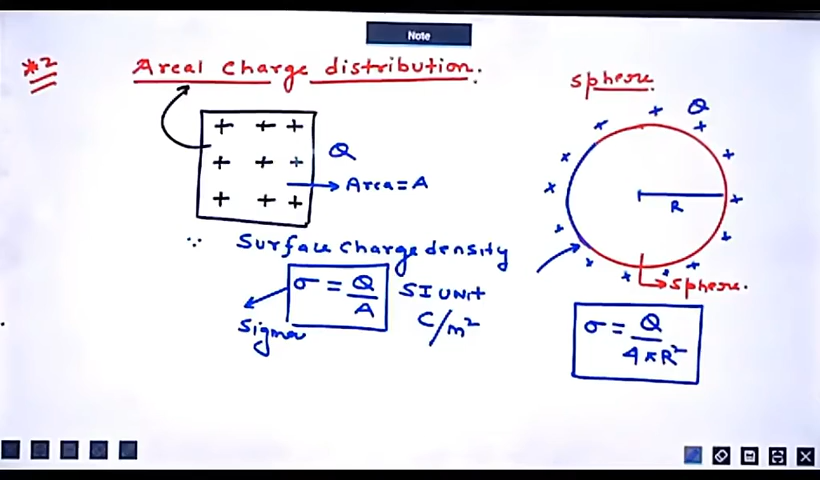 Note
*2
Areal charge distribution.
Q
Area = A
∵ Surface charge density
σ = Q/A
SI Unit
C/m²
Sigma
sphere.
Q
R
sphere.
σ = Q/4πR²